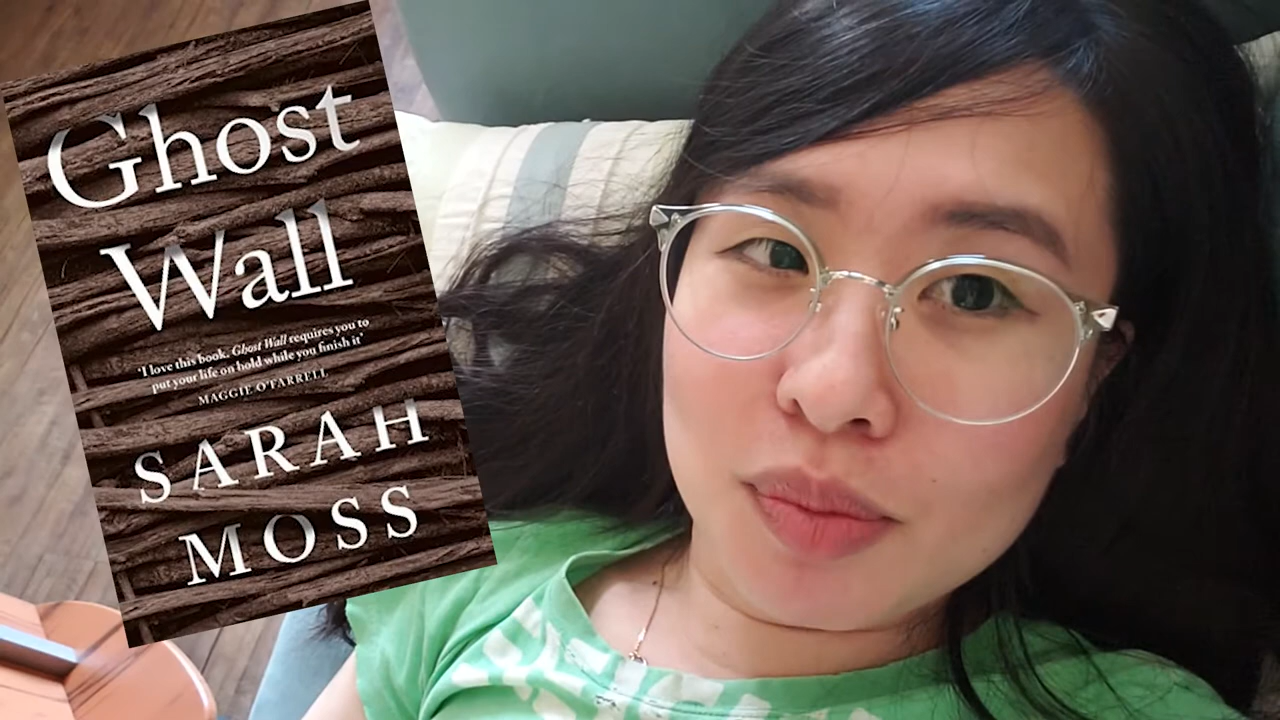 Ghost
Wall
'I love this book. Ghost Wall requires you to
put your life on hold while you finish it'
MAGGIE O'FARRELL
SARAH
MOSS